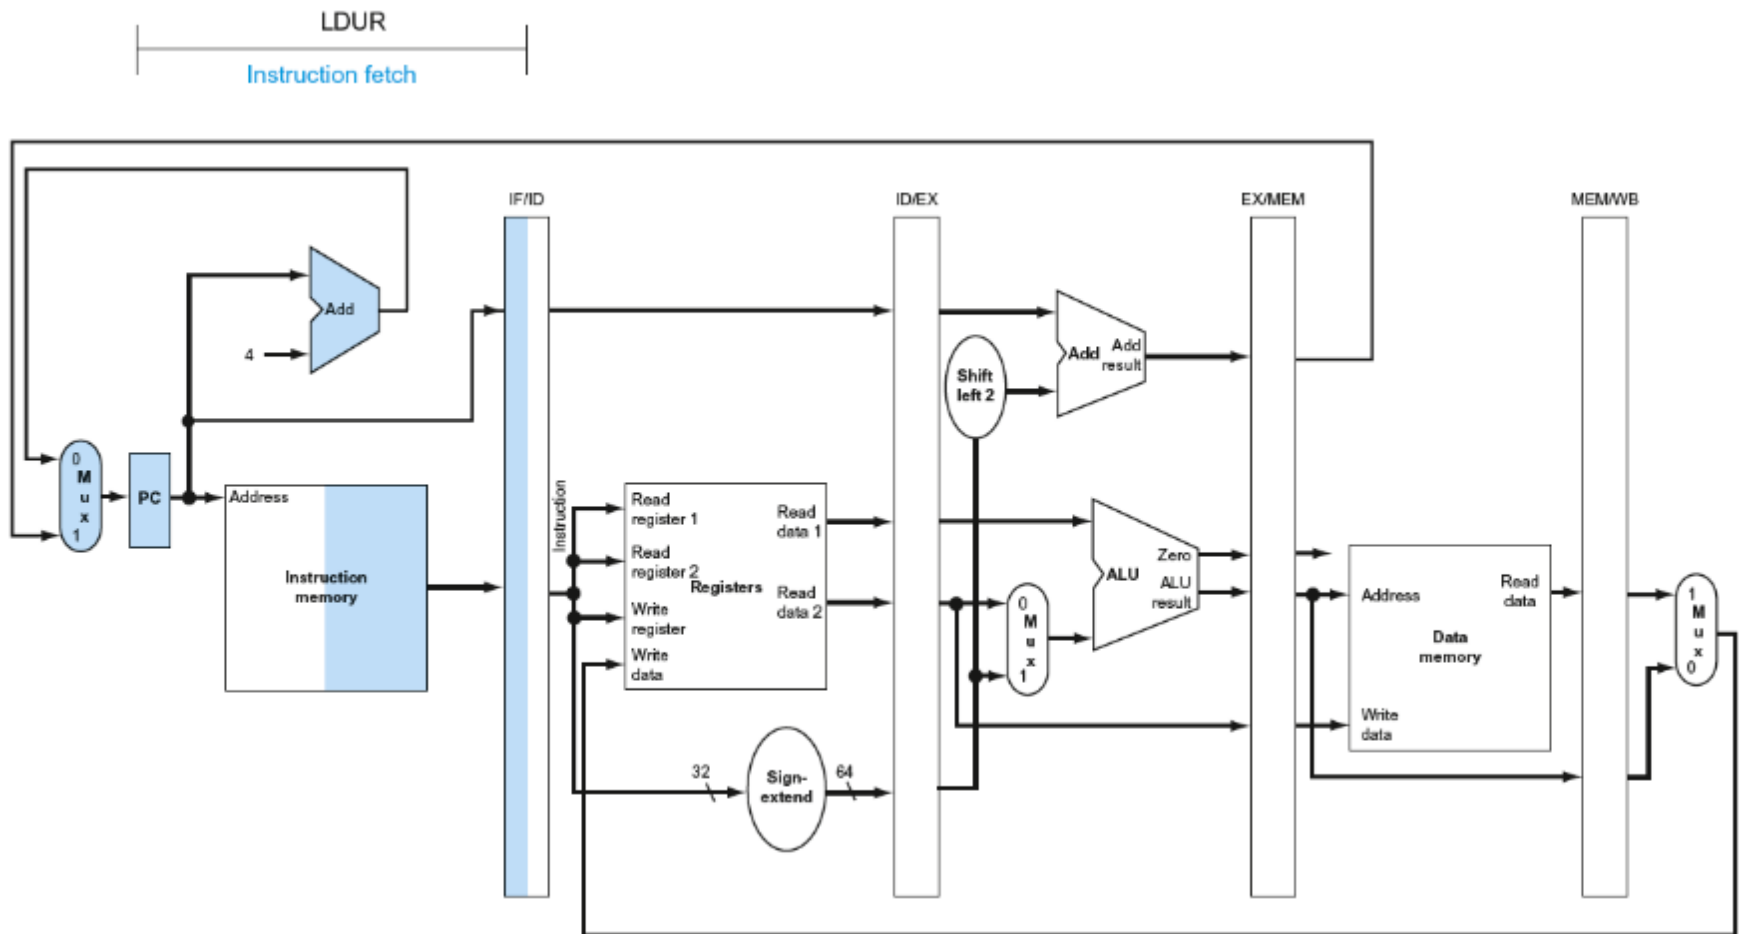 LDUR
Instruction fetch
IF/ID
ID/EX
EX/MEM
MEM/WB
Add
4
Shift
left 2
Add
Add
result
0
M
u
x
1
PC
Address
Instruction
memory
Instruction
Read
register 1
Read
register 2
Write
register
Write
data
Registers
Read
data 1
Read
data 2
32
Sign-
extend
64
0
M
u
x
1
ALU
Zero
ALU
result
Address
Write
data
Data
memory
Read
data
1
M
u
x
0